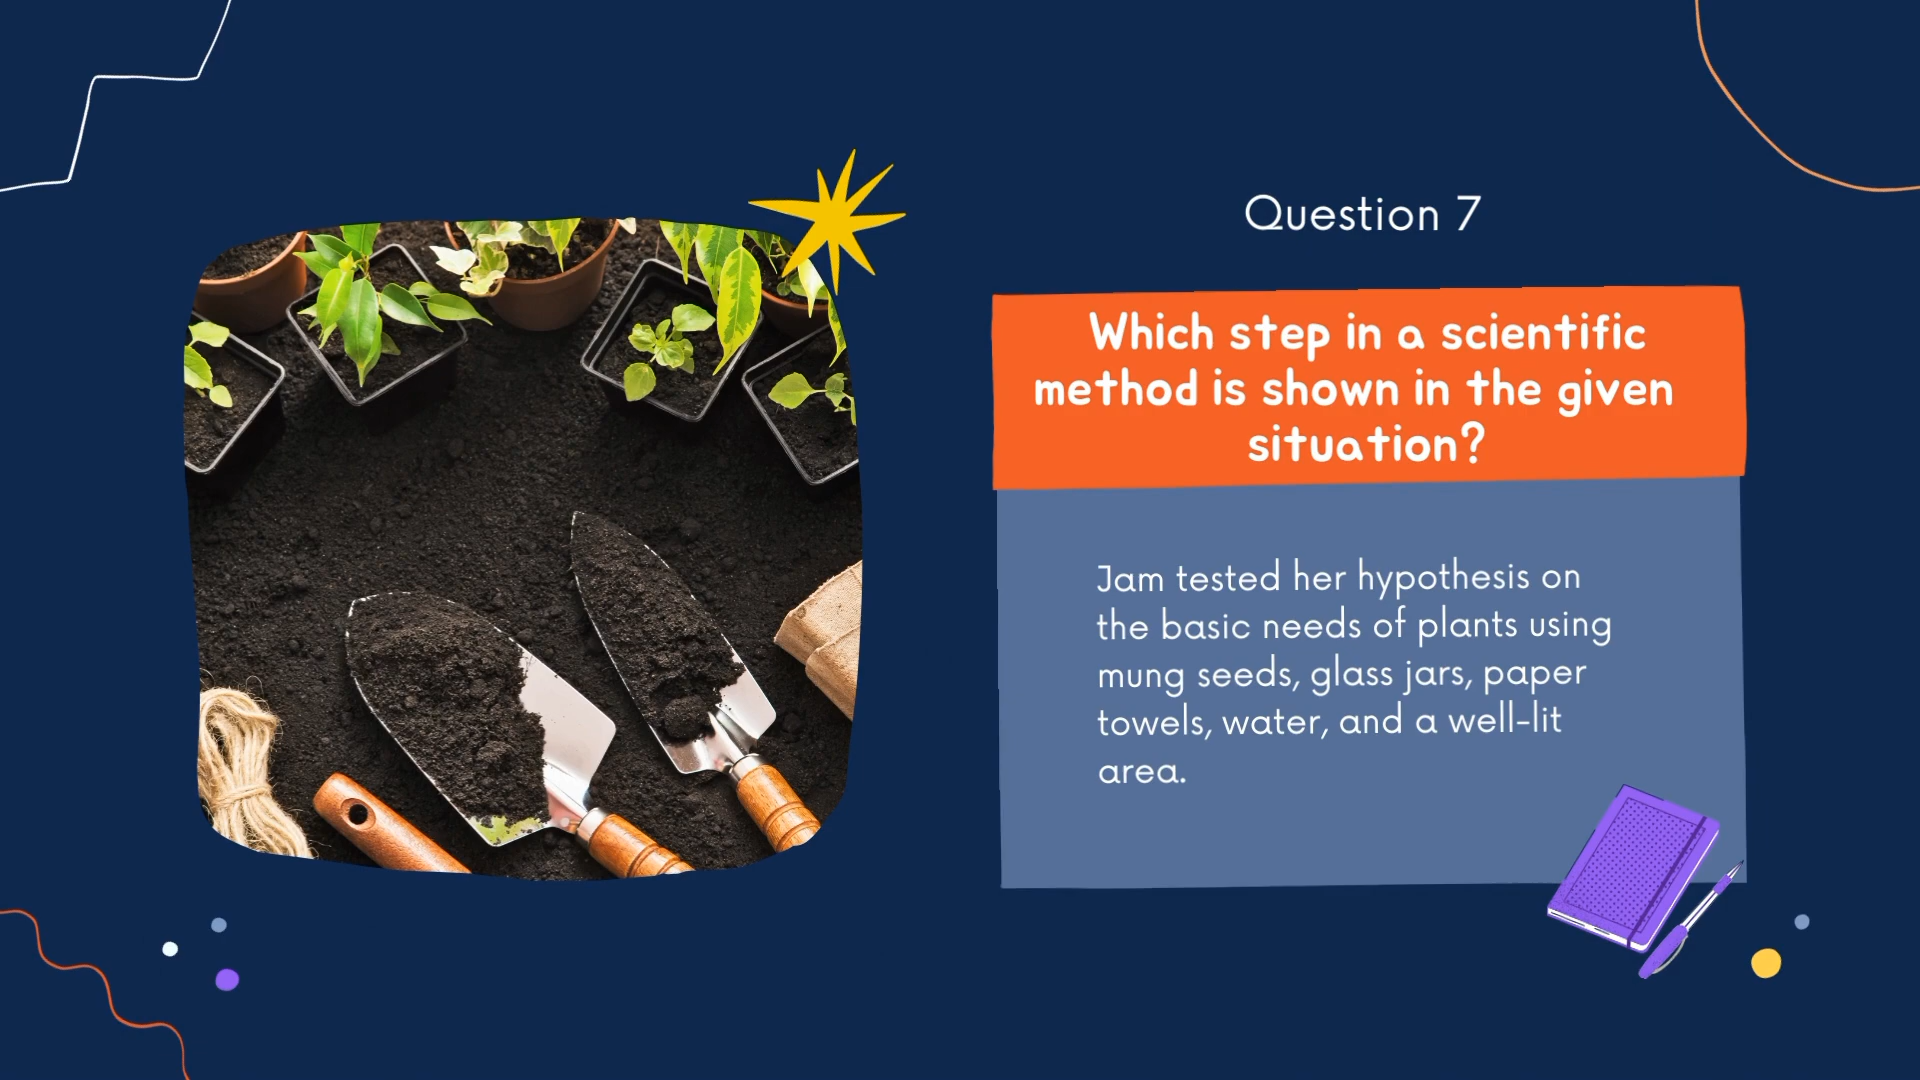 Question 7
Which step in a scientific
method is shown in the given
situation?
Jam tested her hypothesis on
the basic needs of plants using
mung seeds, glass jars, paper
towels, water, and a well-lit
area.